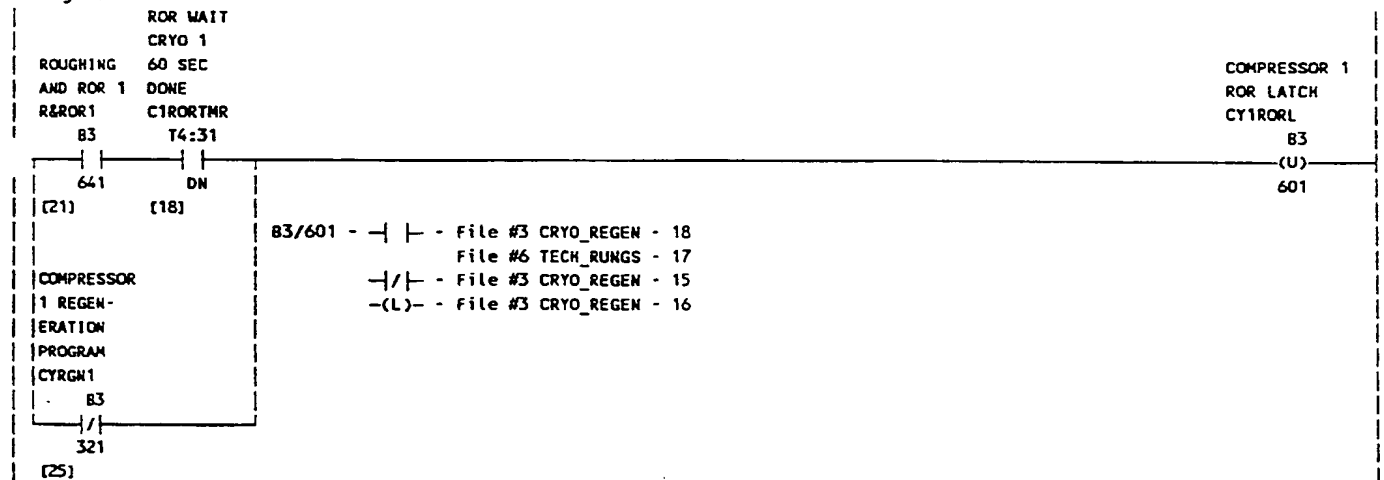 ROR WAIT
CRYO 1
ROUGHING 60 SEC COMPRESSOR 1
AND ROR 1 DONE ROR LATCH
R&ROR1 C1RORTMR CY1RORL
B3 T4:31 B3
(U)
641 DN 601
[21] [18]
B3/601 - -| |- - File #3 CRYO_REGEN - 18
File #6 TECH_RUNGS - 17
COMPRESSOR -|/|- - File #3 CRYO_REGEN - 15
1 REGEN- -(L)- - File #3 CRYO_REGEN - 16
ERATION
PROGRAM
CYRGN1
B3
/
321
[25]